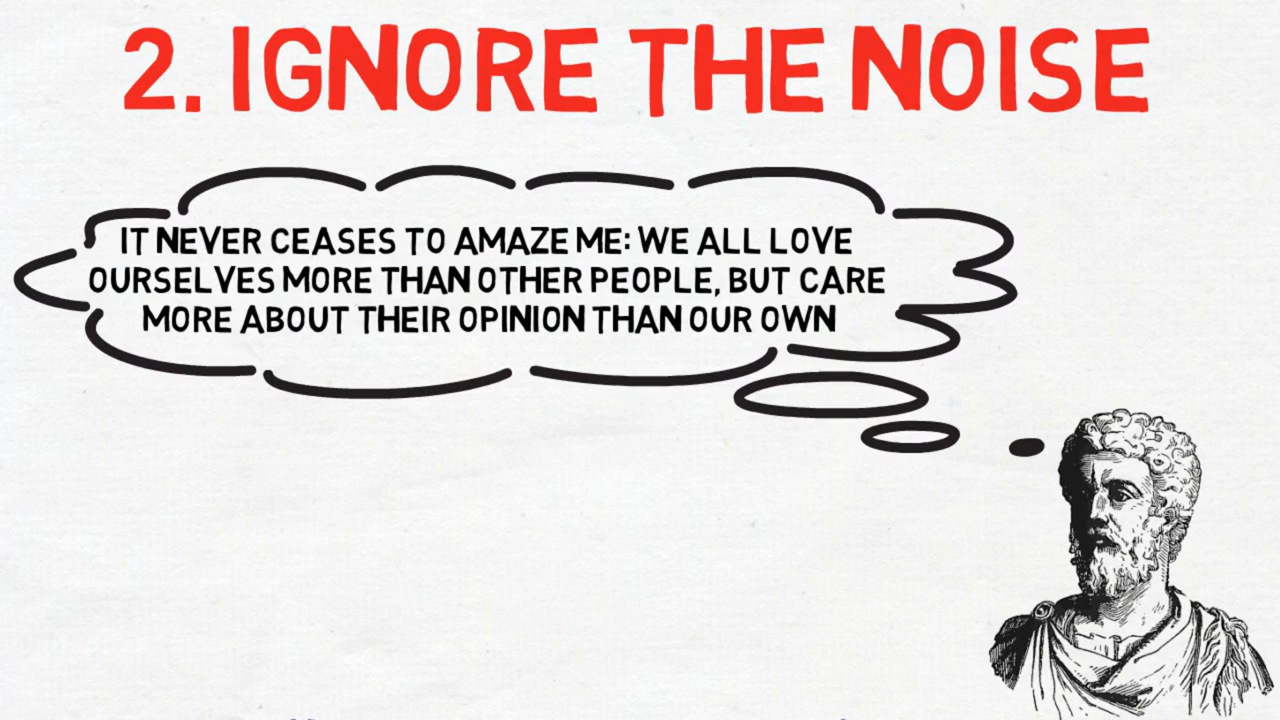 2. IGNORE THE NOISE
IT NEVER CEASES TO AMAZE ME: WE ALL LOVE
OURSELVES MORE THAN OTHER PEOPLE, BUT CARE
MORE ABOUT THEIR OPINION THAN OUR OWN